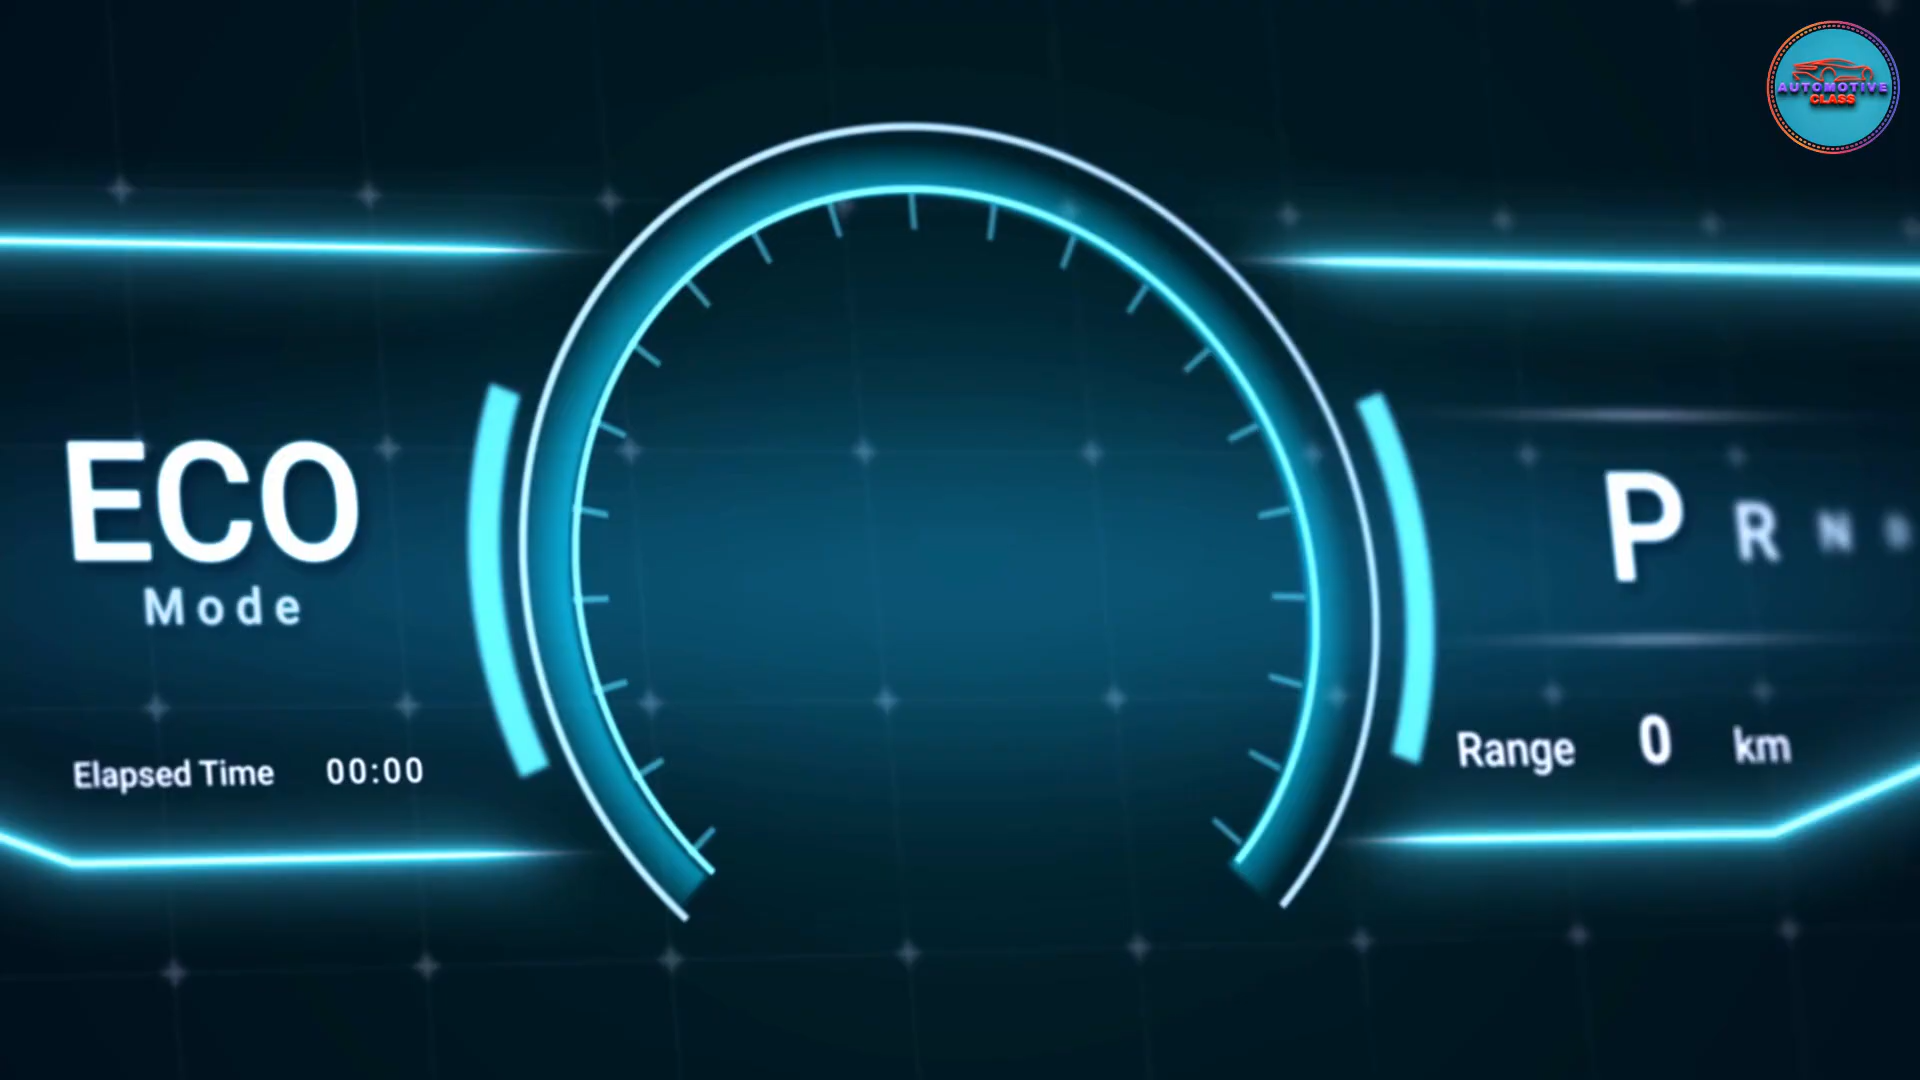 AUTOMOTIVE
CLASS
ECO
Mode
P R N
Elapsed Time 00:00
Range 0 km